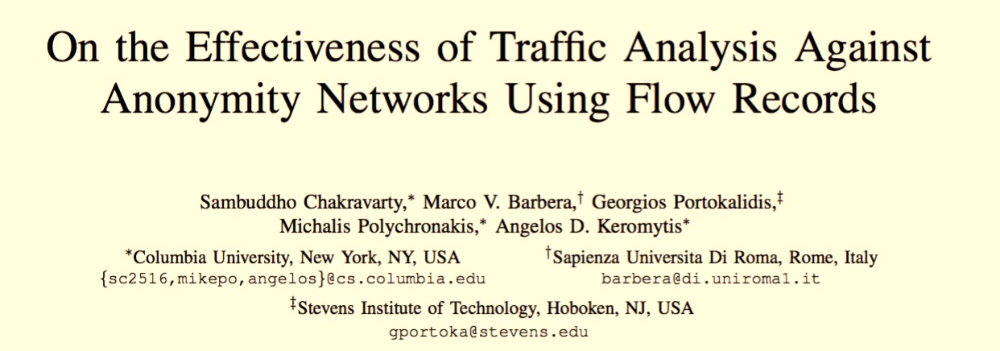 On the Effectiveness of Traffic Analysis Against
Anonymity Networks Using Flow Records
Sambuddho Chakravarty,* Marco V. Barbera,† Georgios Portokalidis,‡
Michalis Polychronakis,* Angelos D. Keromytis*
*Columbia University, New York, NY, USA †Sapienza Universita Di Roma, Rome, Italy
{sc2516,mikepo,angelos}@cs.columbia.edu barbera@di.uniroma1.it
‡Stevens Institute of Technology, Hoboken, NJ, USA
gportoka@stevens.edu